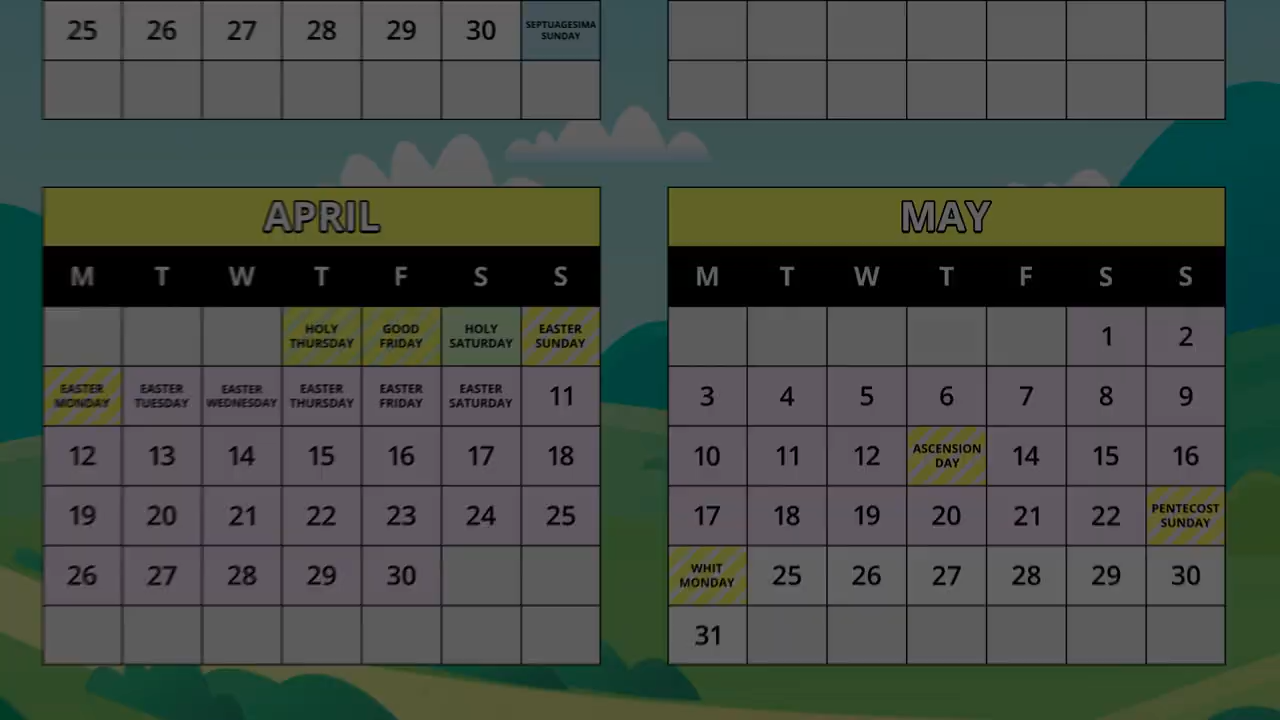 25 26 27 28 29 30 SEPTUAGESIMA
SUNDAY
APRIL
M T W T F S S
HOLY THURSDAY GOOD FRIDAY HOLY SATURDAY EASTER SUNDAY
EASTER MONDAY EASTER TUESDAY EASTER WEDNESDAY EASTER THURSDAY EASTER FRIDAY EASTER SATURDAY 11
12 13 14 15 16 17 18
19 20 21 22 23 24 25
26 27 28 29 30
MAY
M T W T F S S
1 2
3 4 5 6 7 8 9
10 11 12 ASCENSION DAY 14 15 16
17 18 19 20 21 22 PENTECOST SUNDAY
WHIT MONDAY 25 26 27 28 29 30
31